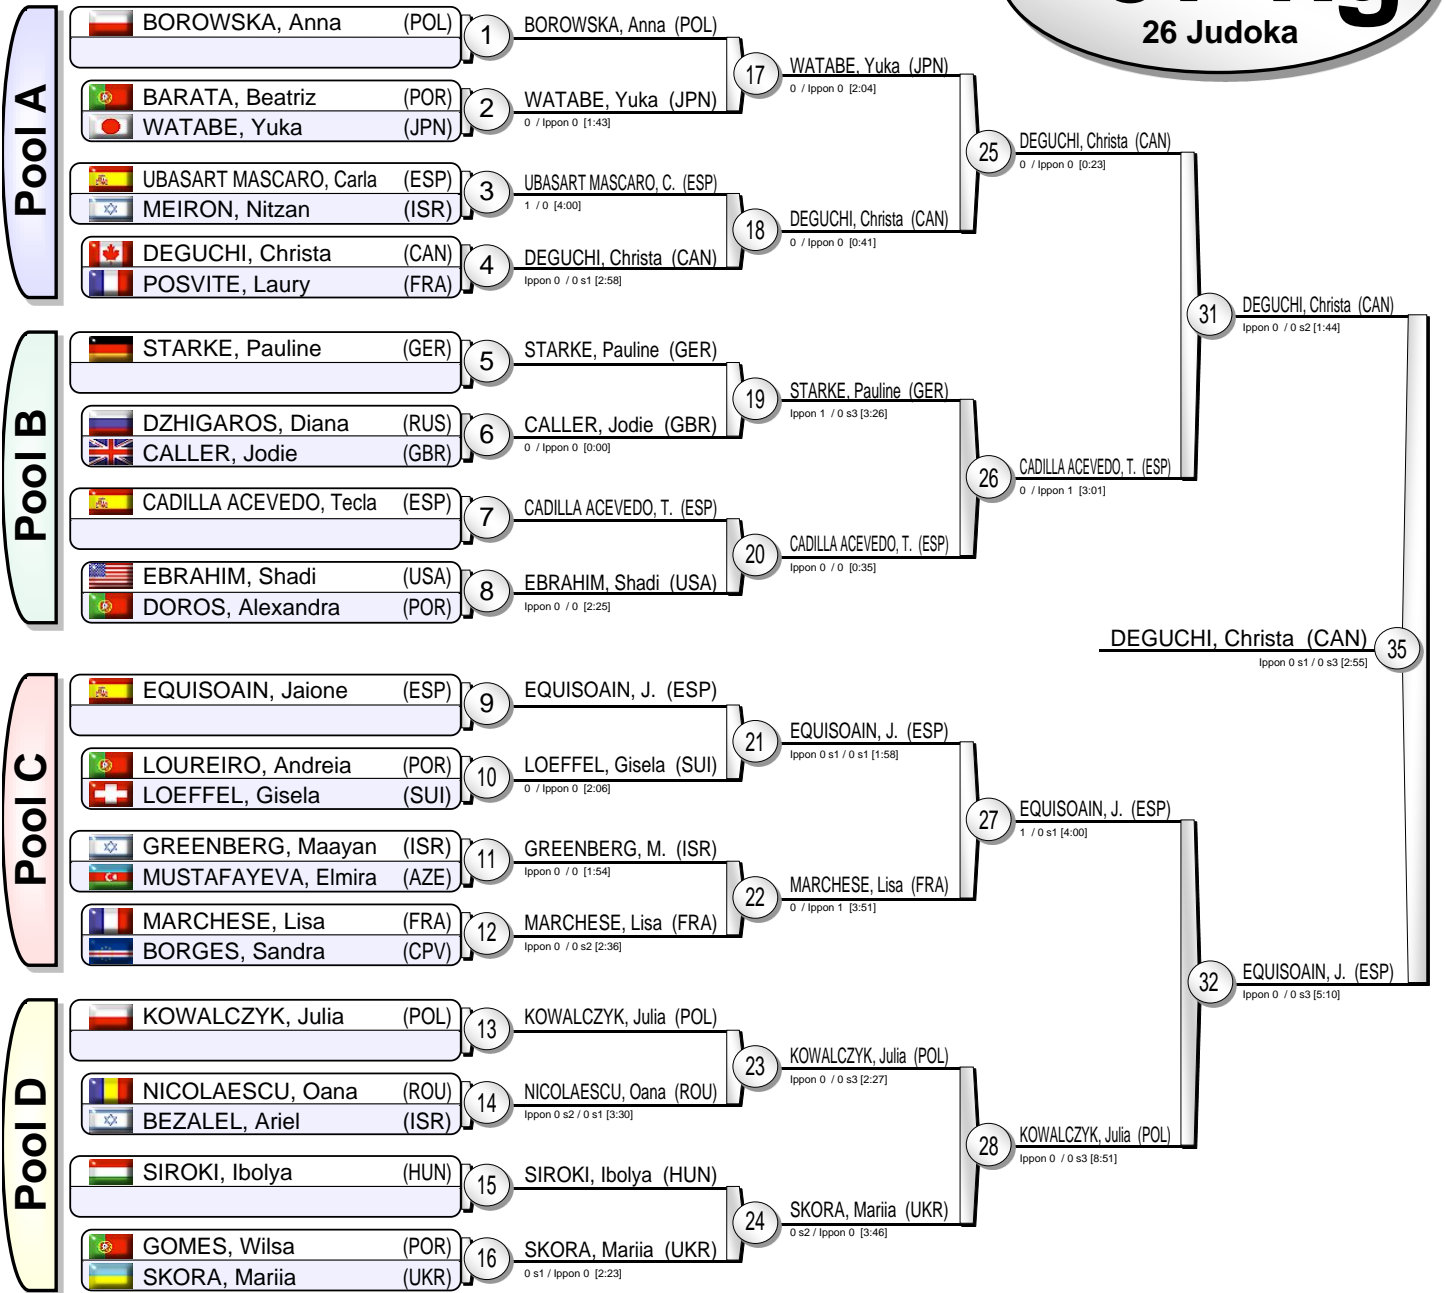 26 Judoka
Pool A
BOROWSKA, Anna (POL)
1
BARATA, Beatriz (POR)
WATABE, Yuka (JPN)
2
UBASART MASCARO, Carla (ESP)
MEIRON, Nitzan (ISR)
3
DEGUCHI, Christa (CAN)
POSVITE, Laury (FRA)
4
Pool B
STARKE, Pauline (GER)
5
DZHIGAROS, Diana (RUS)
CALLER, Jodie (GBR)
6
CADILLA ACEVEDO, Tecla (ESP)
7
EBRAHIM, Shadi (USA)
DOROS, Alexandra (POR)
8
Pool C
EQUISOAIN, Jaione (ESP)
9
LOUREIRO, Andreia (POR)
LOEFFEL, Gisela (SUI)
10
GREENBERG, Maayan (ISR)
MUSTAFAYEVA, Elmira (AZE)
11
MARCHESE, Lisa (FRA)
BORGES, Sandra (CPV)
12
Pool D
KOWALCZYK, Julia (POL)
13
NICOLAESCU, Oana (ROU)
BEZALEL, Ariel (ISR)
14
SIROKI, Ibolya (HUN)
15
GOMES, Wilsa (POR)
SKORA, Mariia (UKR)
16
BOROWSKA, Anna (POL)
WATABE, Yuka (JPN)
0 / Ippon 0 [1:43]
17
UBASART MASCARO, C. (ESP)
1 / 0 [4:00]
DEGUCHI, Christa (CAN)
Ippon 0 / 0 s1 [2:58]
18
STARKE, Pauline (GER)
CALLER, Jodie (GBR)
0 / Ippon 0 [0:00]
19
CADILLA ACEVEDO, T. (ESP)
EBRAHIM, Shadi (USA)
Ippon 0 / 0 [2:25]
20
EQUISOAIN, J. (ESP)
LOEFFEL, Gisela (SUI)
0 / Ippon 0 [2:06]
21
GREENBERG, M. (ISR)
Ippon 0 / 0 [1:54]
MARCHESE, Lisa (FRA)
Ippon 0 / 0 s2 [2:36]
22
KOWALCZYK, Julia (POL)
NICOLAESCU, Oana (ROU)
Ippon 0 s2 / 0 s1 [3:30]
23
SIROKI, Ibolya (HUN)
SKORA, Mariia (UKR)
0 s1 / Ippon 0 [2:23]
24
WATABE, Yuka (JPN)
0 / Ippon 0 [2:04]
DEGUCHI, Christa (CAN)
0 / Ippon 0 [0:41]
25
STARKE, Pauline (GER)
Ippon 1 / 0 s3 [3:26]
CADILLA ACEVEDO, T. (ESP)
Ippon 0 / 0 [0:35]
26
EQUISOAIN, J. (ESP)
Ippon 0 s1 / 0 s1 [1:58]
MARCHESE, Lisa (FRA)
0 / Ippon 1 [3:51]
27
KOWALCZYK, Julia (POL)
Ippon 0 / 0 s3 [2:27]
SKORA, Mariia (UKR)
0 s2 / Ippon 0 [3:46]
28
DEGUCHI, Christa (CAN)
0 / Ippon 0 [0:23]
CADILLA ACEVEDO, T. (ESP)
0 / Ippon 1 [3:01]
31
EQUISOAIN, J. (ESP)
1 / 0 s1 [4:00]
KOWALCZYK, Julia (POL)
Ippon 0 / 0 s3 [8:51]
32
DEGUCHI, Christa (CAN)
Ippon 0 / 0 s2 [1:44]
EQUISOAIN, J. (ESP)
Ippon 0 / 0 s3 [5:10]
DEGUCHI, Christa (CAN)
Ippon 0 s1 / 0 s3 [2:55]
35